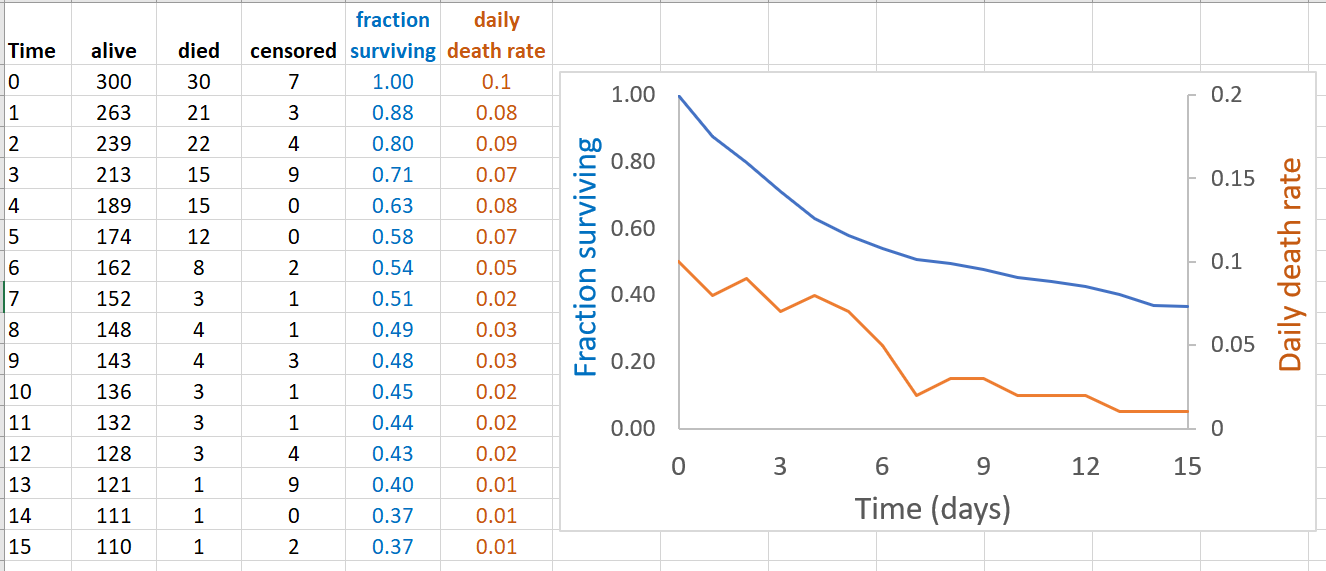 fraction daily
Time alive died censored surviving death rate
0 300 30 7 1.00 0.1
1 263 21 3 0.88 0.08
2 239 22 4 0.80 0.09
3 213 15 9 0.71 0.07
4 189 15 0 0.63 0.08
5 174 12 0 0.58 0.07
6 162 8 2 0.54 0.05
7 152 3 1 0.51 0.02
8 148 4 1 0.49 0.03
9 143 4 3 0.48 0.03
10 136 3 1 0.45 0.02
11 132 3 1 0.44 0.02
12 128 3 4 0.43 0.02
13 121 1 9 0.40 0.01
14 111 1 0 0.37 0.01
15 110 1 2 0.37 0.01
Fraction surviving
1.00
0.80
0.60
0.40
0.20
0.00
0.2
0.15
0.1
0.05
0
Daily death rate
0 3 6 9 12 15
Time (days)